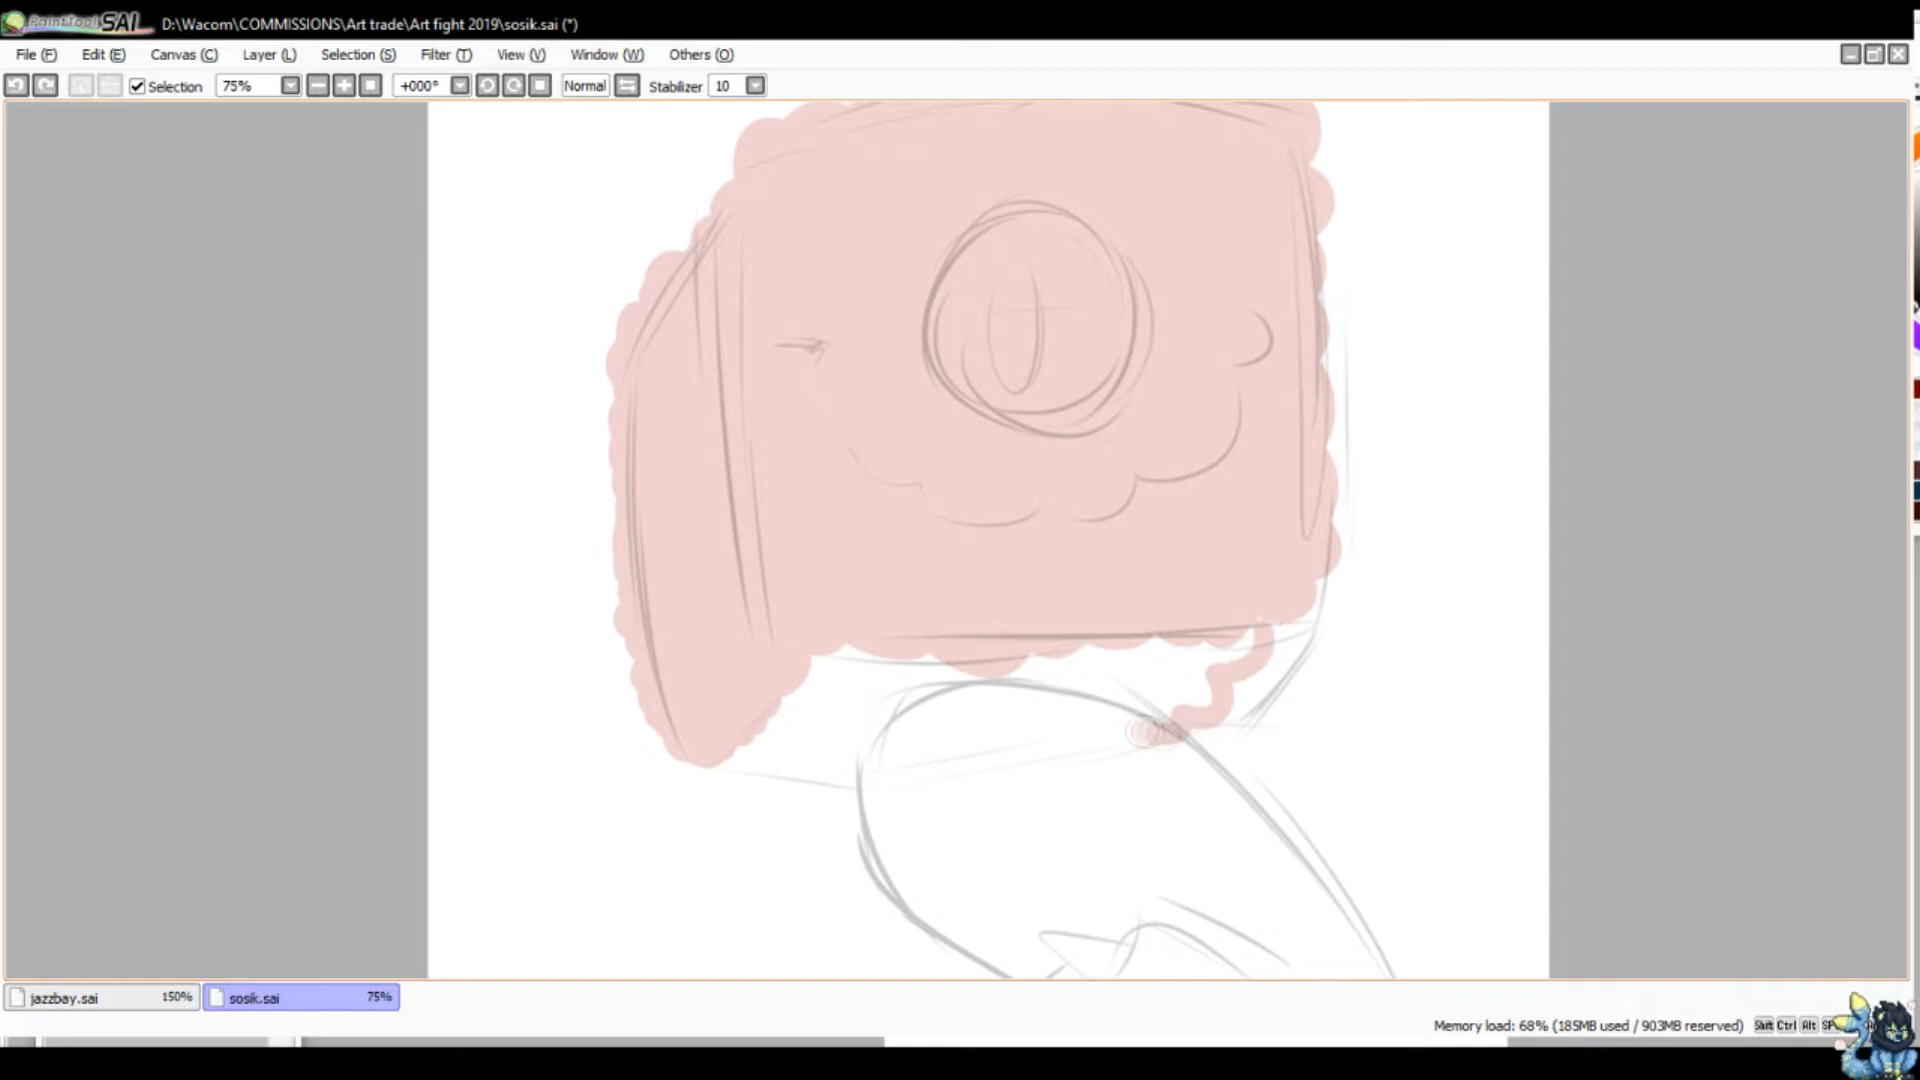 PaintTool SAI D:\Wacom\COMMISSIONS\Art trade\Art fight 2019\sosik.sai (*)
File (F) Edit (E) Canvas (C) Layer (L) Selection (S) Filter (T) View (V) Window (W) Others (O)
Selection 75% +000° Normal Stabilizer 10
jazzbay.sai 150% sosik.sai 75%
Memory load: 68% (185MB used / 903MB reserved) Shft Ctrl Alt